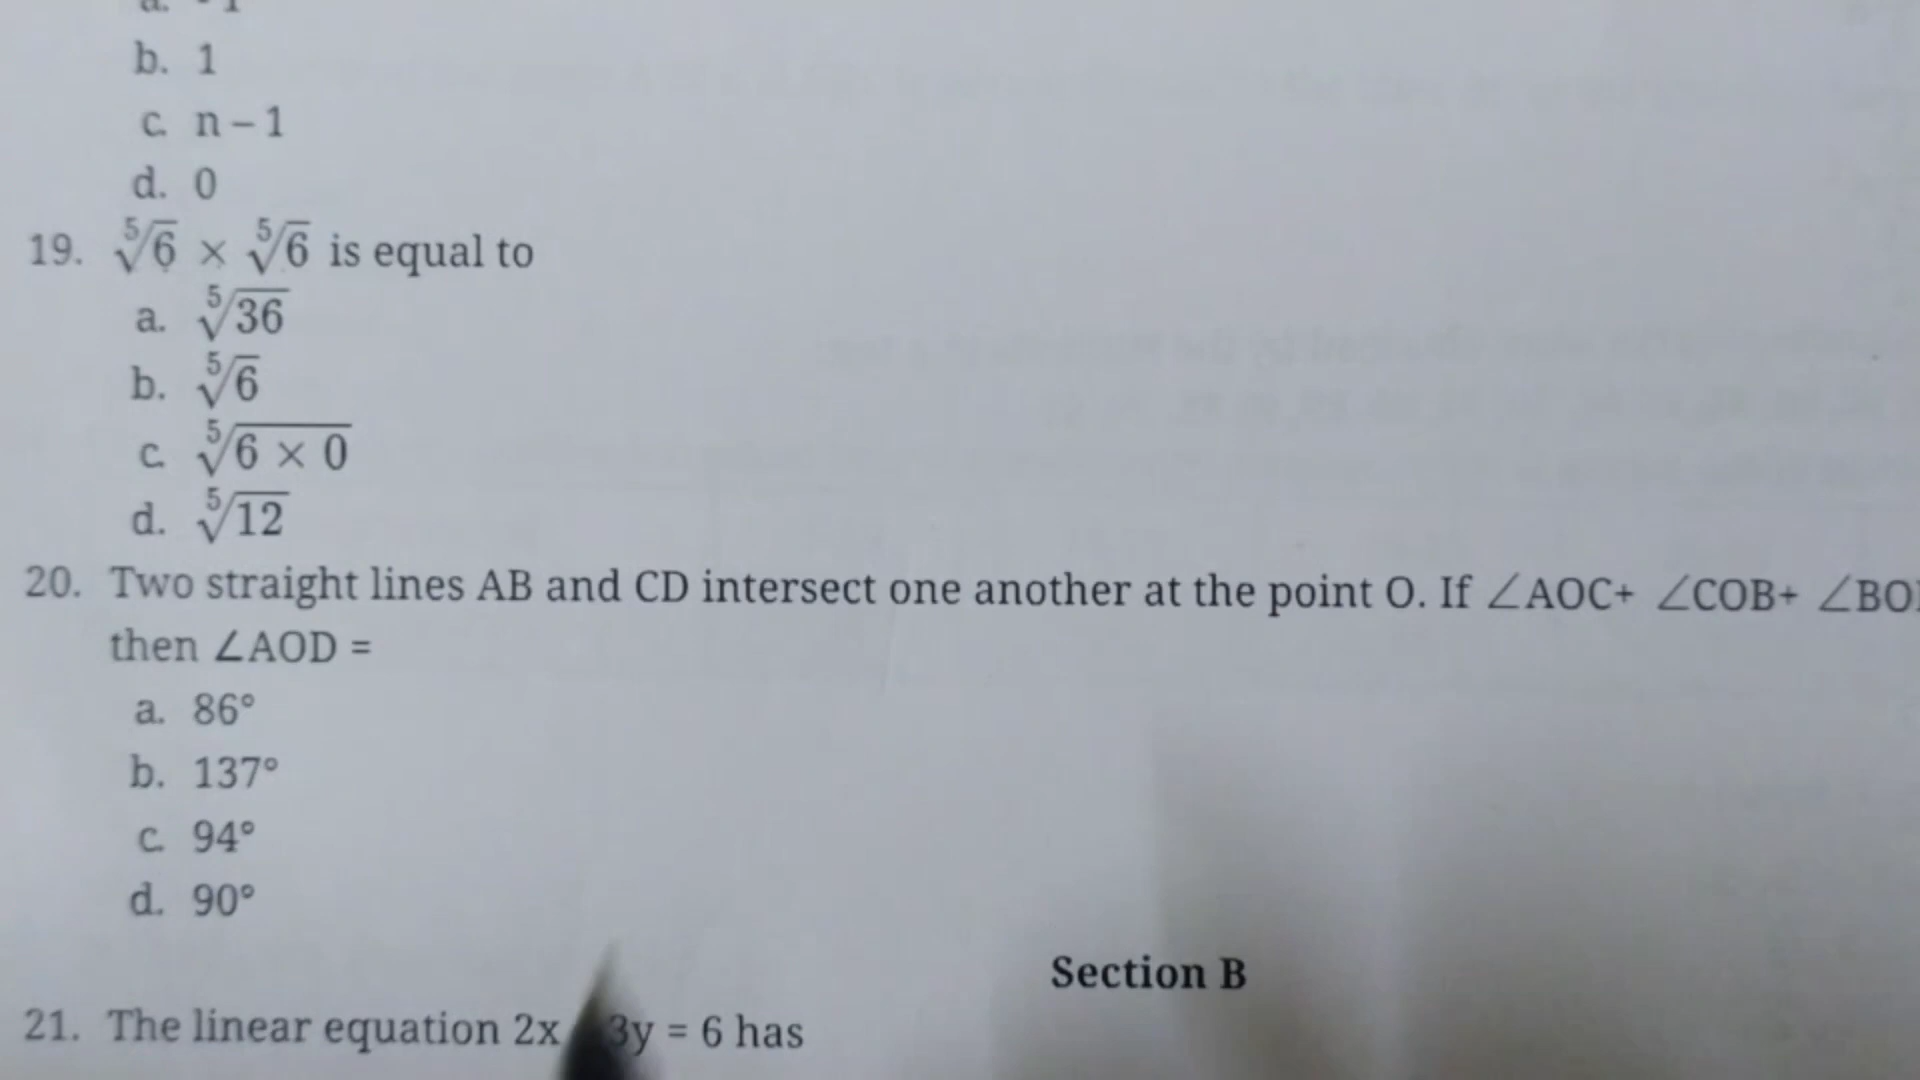 b. 1
c. n – 1
d. 0
19. ⁵√6 × ⁵√6 is equal to
a. ⁵√36
b. ⁵√6
c. ⁵√6 × 0
d. ⁵√12
20. Two straight lines AB and CD intersect one another at the point O. If ∠AOC+ ∠COB+
then ∠AOD =
a. 86°
b. 137°
c. 94°
d. 90°
Section B
21. The linear equation 2x 3y = 6 has